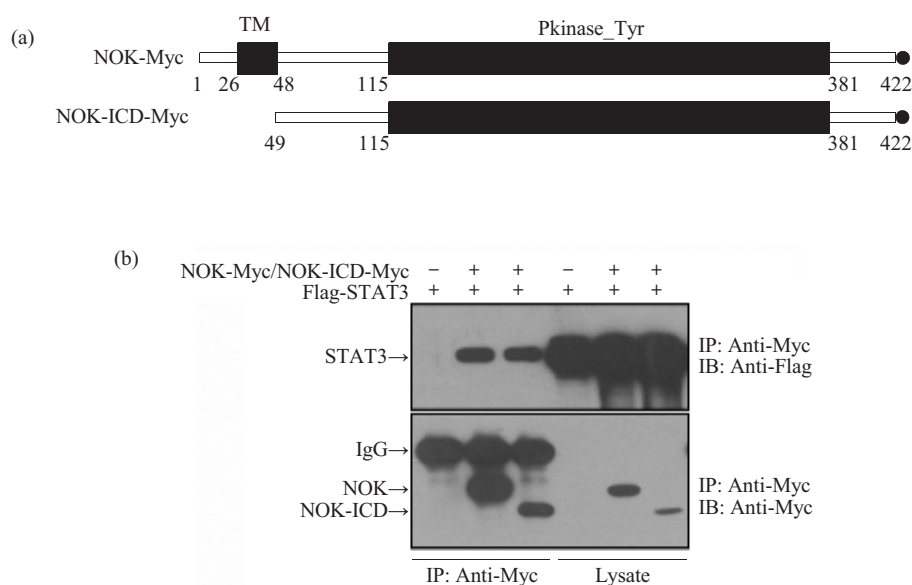 (a)
TM
Pkinase_Tyr
NOK-Myc
1 26 48 115 381 422
NOK-ICD-Myc
49 115 381 422
(b)
NOK-Myc/NOK-ICD-Myc − + + − + +
Flag-STAT3 + + + + + +
STAT3→
IP: Anti-Myc
IB: Anti-Flag
IgG→
NOK→
NOK-ICD→
IP: Anti-Myc
IB: Anti-Myc
IP: Anti-Myc Lysate